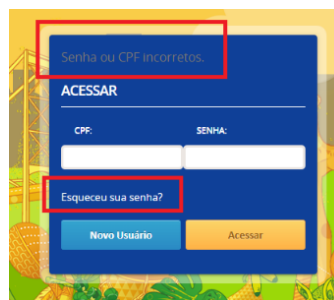 Senha ou CPF incorretos.
ACESSAR
CPF: SENHA:
Esqueceu sua senha?
Novo Usuário Acessar